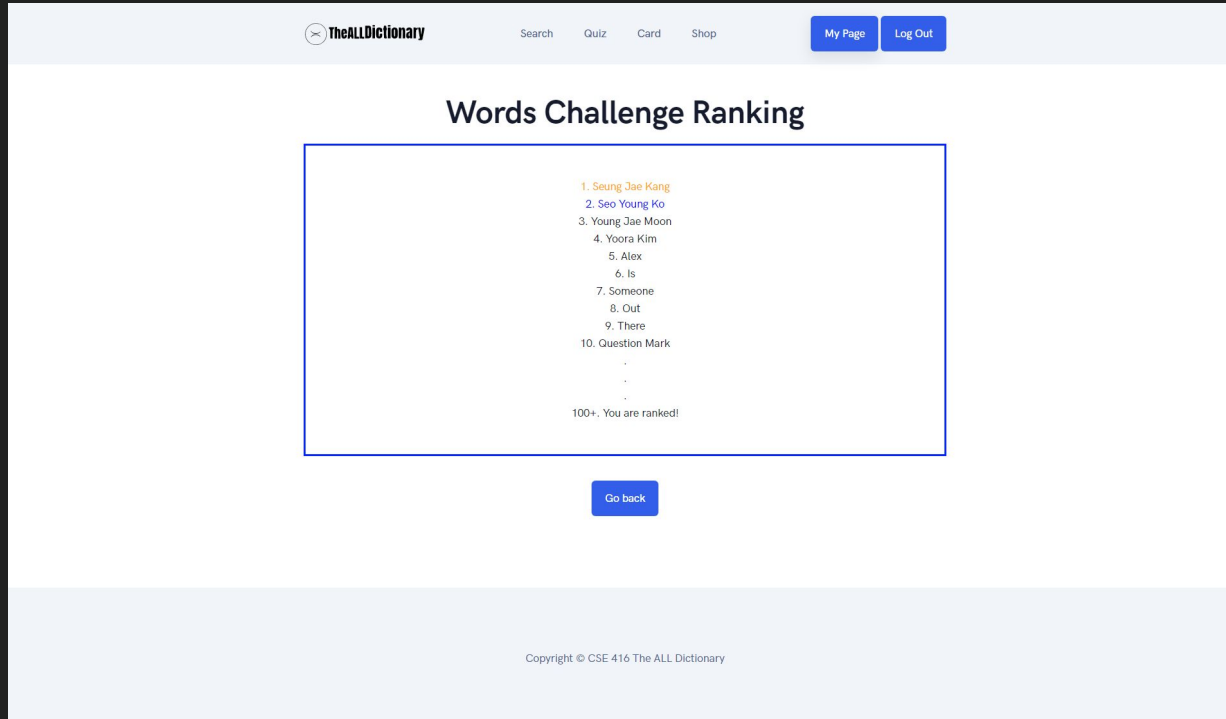 TheALLDictionary Search Quiz Card Shop My Page Log Out
Words Challenge Ranking
1. Seung Jae Kang
2. Seo Young Ko
3. Young Jae Moon
4. Yoora Kim
5. Alex
6. Is
7. Someone
8. Out
9. There
10. Question Mark
.
.
.
100+. You are ranked!
Go back
Copyright © CSE 416 The ALL Dictionary